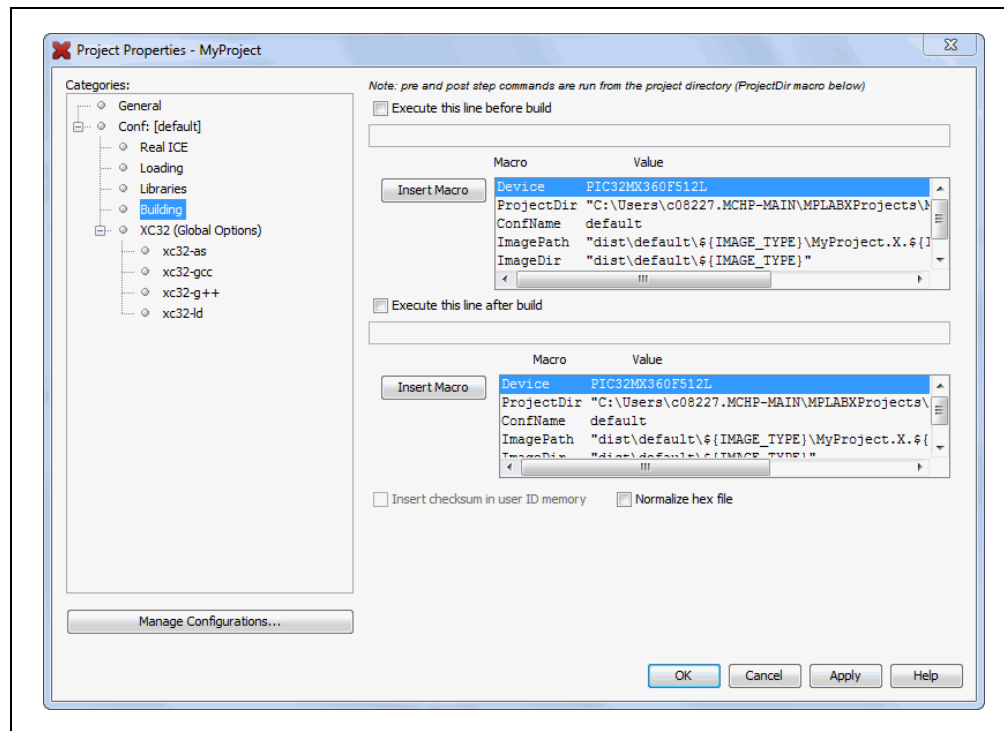 Project Properties - MyProject
Categories:
General
Conf: [default]
Real ICE
Loading
Libraries
Building
XC32 (Global Options)
xc32-as
xc32-gcc
xc32-g++
xc32-ld
Manage Configurations...
Note: pre and post step commands are run from the project directory (ProjectDir macro below)
Execute this line before build
Macro Value
Insert Macro
Device PIC32MX360F512L
ProjectDir "C:\Users\c08227.MCHP-MAIN\MPLABXProjects\M
ConfName default
ImagePath "dist\default\${IMAGE_TYPE}\MyProject.X.${I
ImageDir "dist\default\${IMAGE_TYPE}"
Execute this line after build
Macro Value
Insert Macro
Device PIC32MX360F512L
ProjectDir "C:\Users\c08227.MCHP-MAIN\MPLABXProjects\
ConfName default
ImagePath "dist\default\${IMAGE_TYPE}\MyProject.X.${
ImageDir "dist\default\${IMAGE_TYPE}"
Insert checksum in user ID memory
Normalize hex file
OK Cancel Apply Help